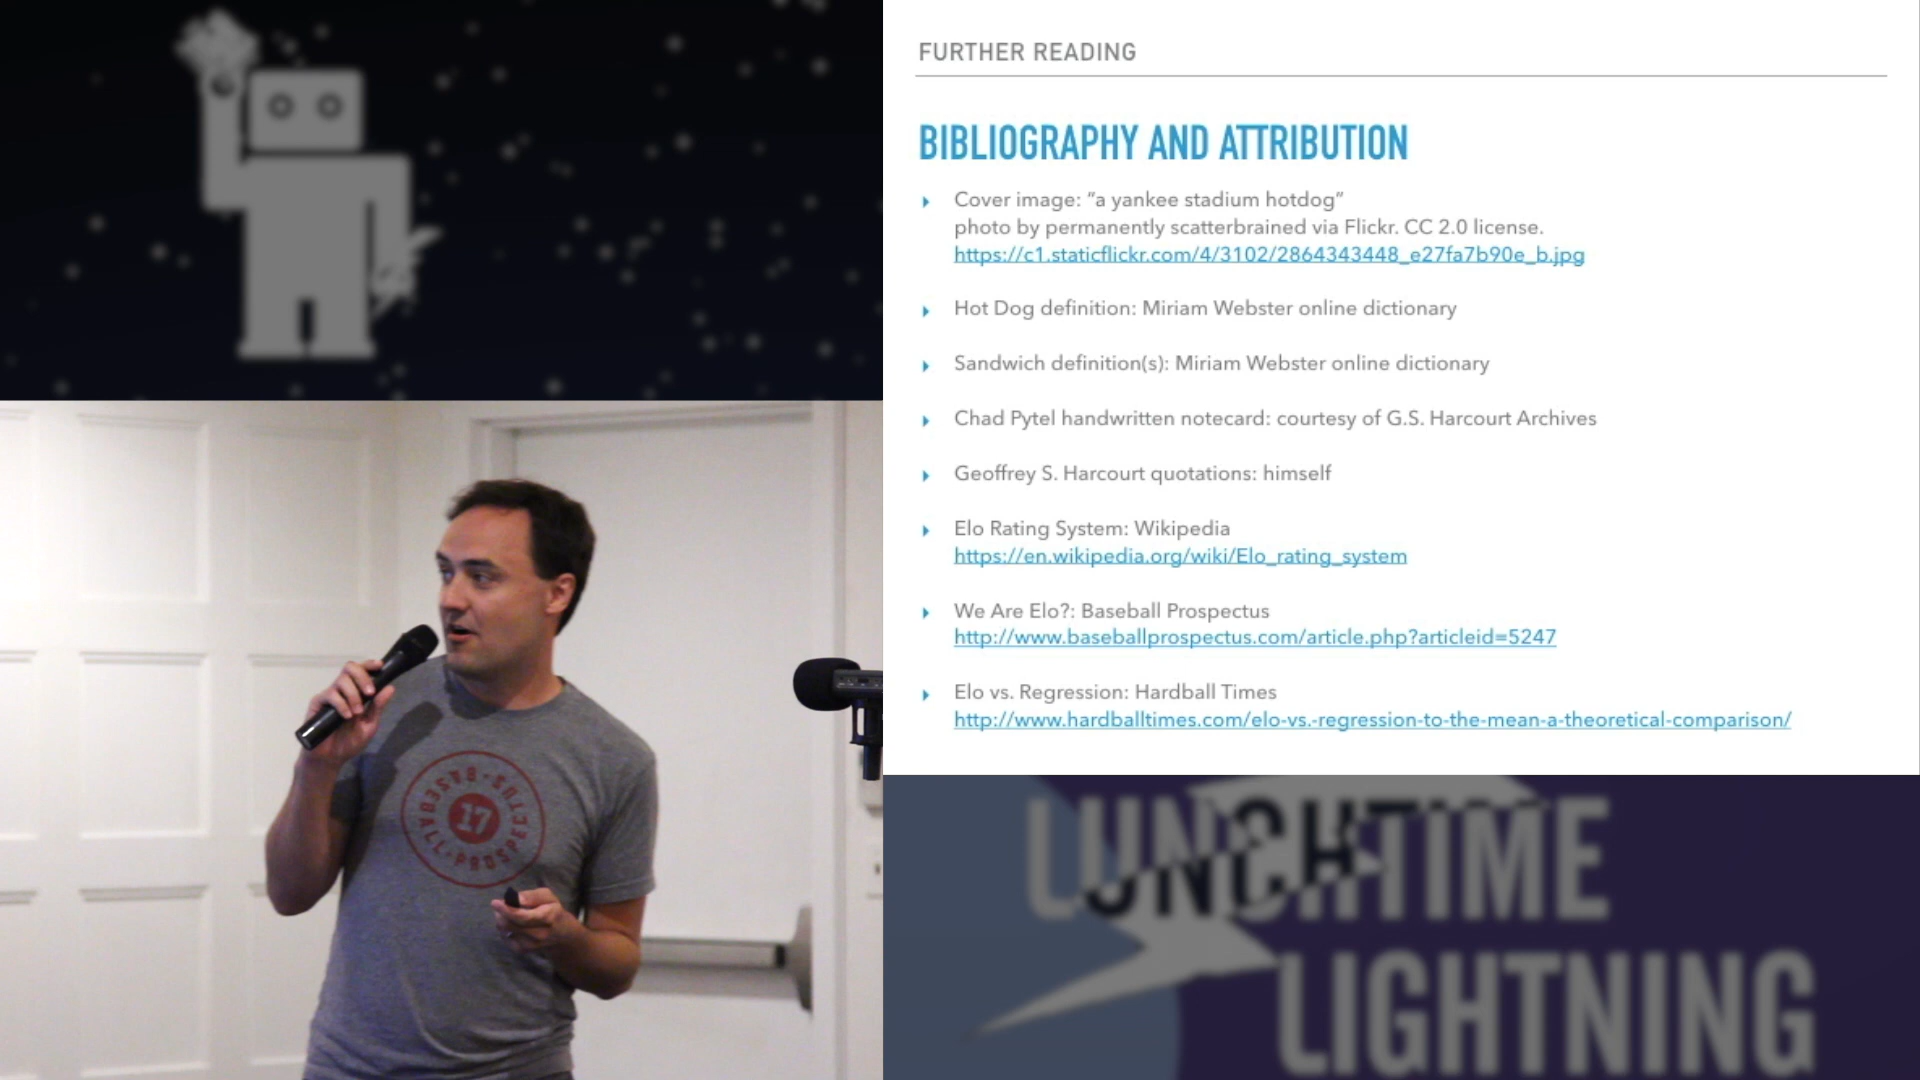 FURTHER READING
BIBLIOGRAPHY AND ATTRIBUTION
Cover image: “a yankee stadium hotdog”
photo by permanently scatterbrained via Flickr. CC 2.0 license.
https://c1.staticflickr.com/4/3102/2864343448_e27fa7b90e_b.jpg
Hot Dog definition: Miriam Webster online dictionary
Sandwich definition(s): Miriam Webster online dictionary
Chad Pytel handwritten notecard: courtesy of G.S. Harcourt Archives
Geoffrey S. Harcourt quotations: himself
Elo Rating System: Wikipedia
https://en.wikipedia.org/wiki/Elo_rating_system
We Are Elo?: Baseball Prospectus
http://www.baseballprospectus.com/article.php?articleid=5247
Elo vs. Regression: Hardball Times
http://www.hardballtimes.com/elo-vs.-regression-to-the-mean-a-theoretical-comparison/
BASEBALL · PROSPECTUS
17
LUNCHTIME
LIGHTNING